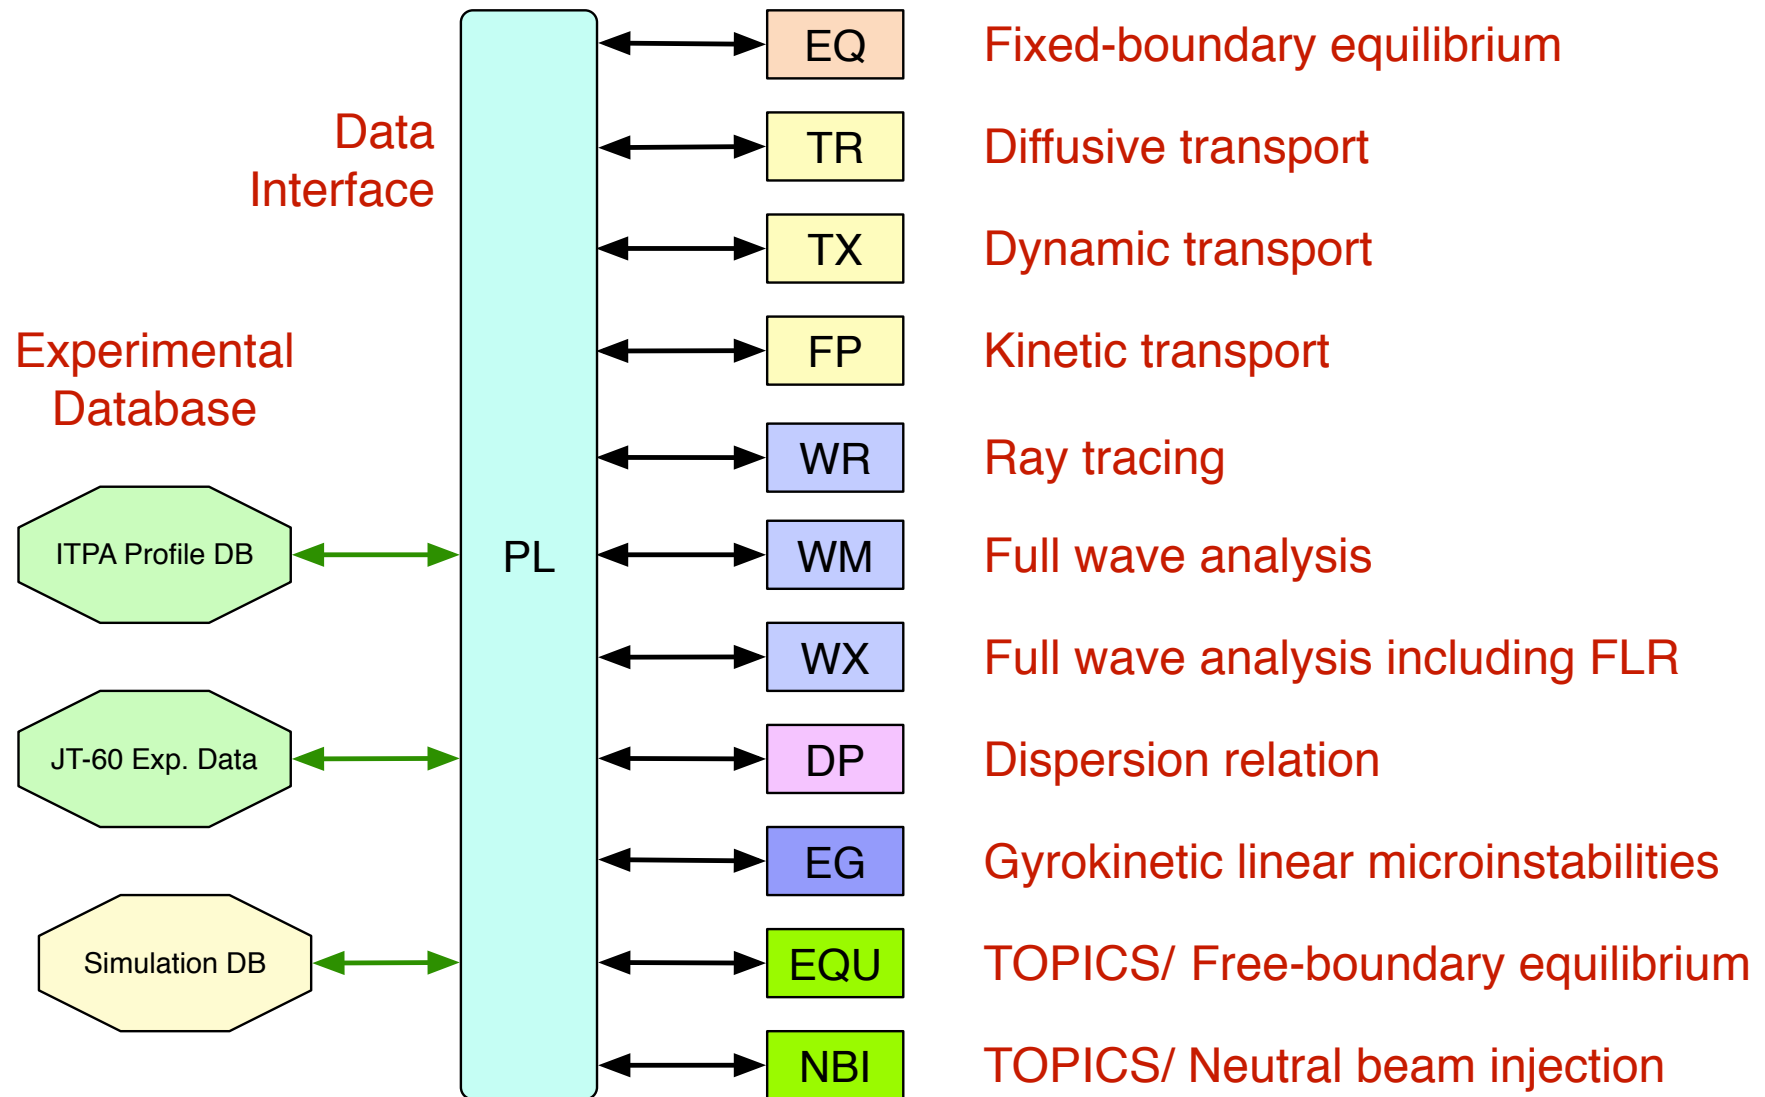 EQ Fixed-boundary equilibrium
Data
Interface
TR Diffusive transport
TX Dynamic transport
Experimental
Database
FP Kinetic transport
WR Ray tracing
ITPA Profile DB
PL
WM Full wave analysis
WX Full wave analysis including FLR
JT-60 Exp. Data
DP Dispersion relation
EG Gyrokinetic linear microinstabilities
Simulation DB
EQU TOPICS/ Free-boundary equilibrium
NBI TOPICS/ Neutral beam injection